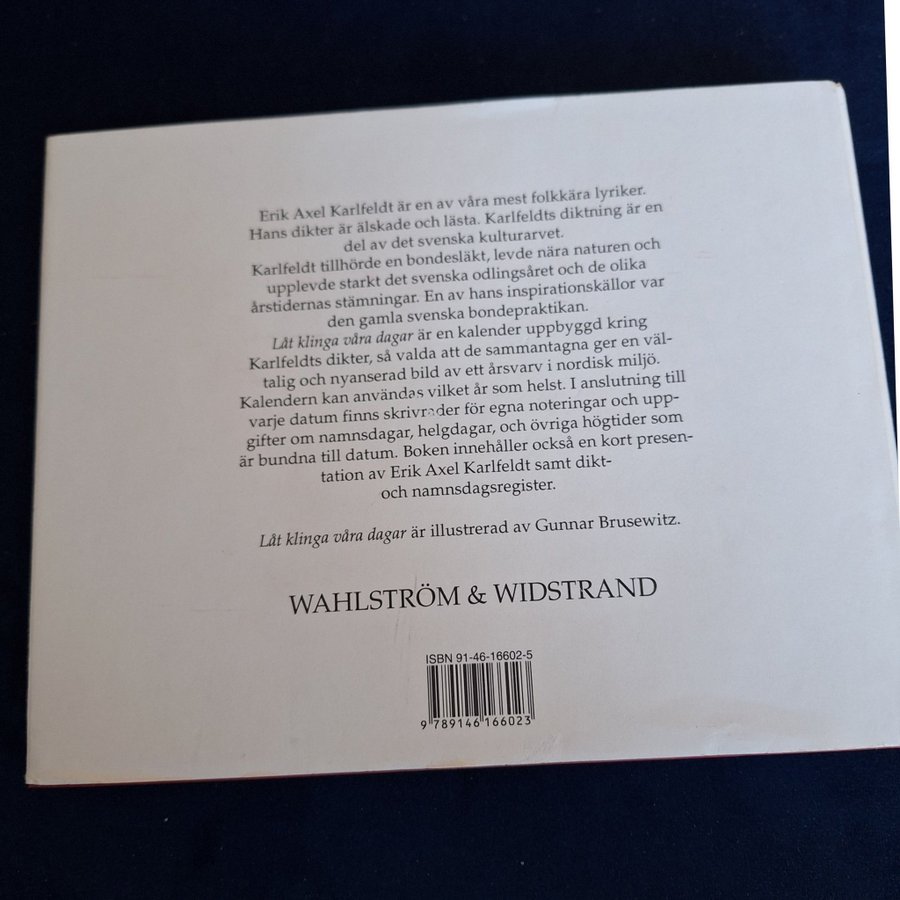 Erik Axel Karlfeldt är en av våra mest folkkära lyriker.
Hans dikter är älskade och lästa. Karlfeldts diktning är en
del av det svenska kulturarvet.
Karlfeldt tillhörde en bondesläkt, levde nära naturen och
upplevde starkt det svenska odlingsåret och de olika
årstidernas stämningar. En av hans inspirationskällor var
den gamla svenska bondepraktikan.
Låt klinga våra dagar är en kalender uppbyggd kring
Karlfeldts dikter, så valda att de sammantagna ger en väl-
talig och nyanserad bild av ett årsvarv i nordisk miljö.
Kalendern kan användas vilket år som helst. I anslutning till
varje datum finns skrivrader för egna noteringar och upp-
gifter om namnsdagar, helgdagar, och övriga högtider som
är bundna till datum. Boken innehåller också en kort presen-
tation av Erik Axel Karlfeldt samt dikt-
och namnsdagsregister.
Låt klinga våra dagar är illustrerad av Gunnar Brusewitz.
WAHLSTRÖM & WIDSTRAND
ISBN 91-46-16602-5
9 789146 166023